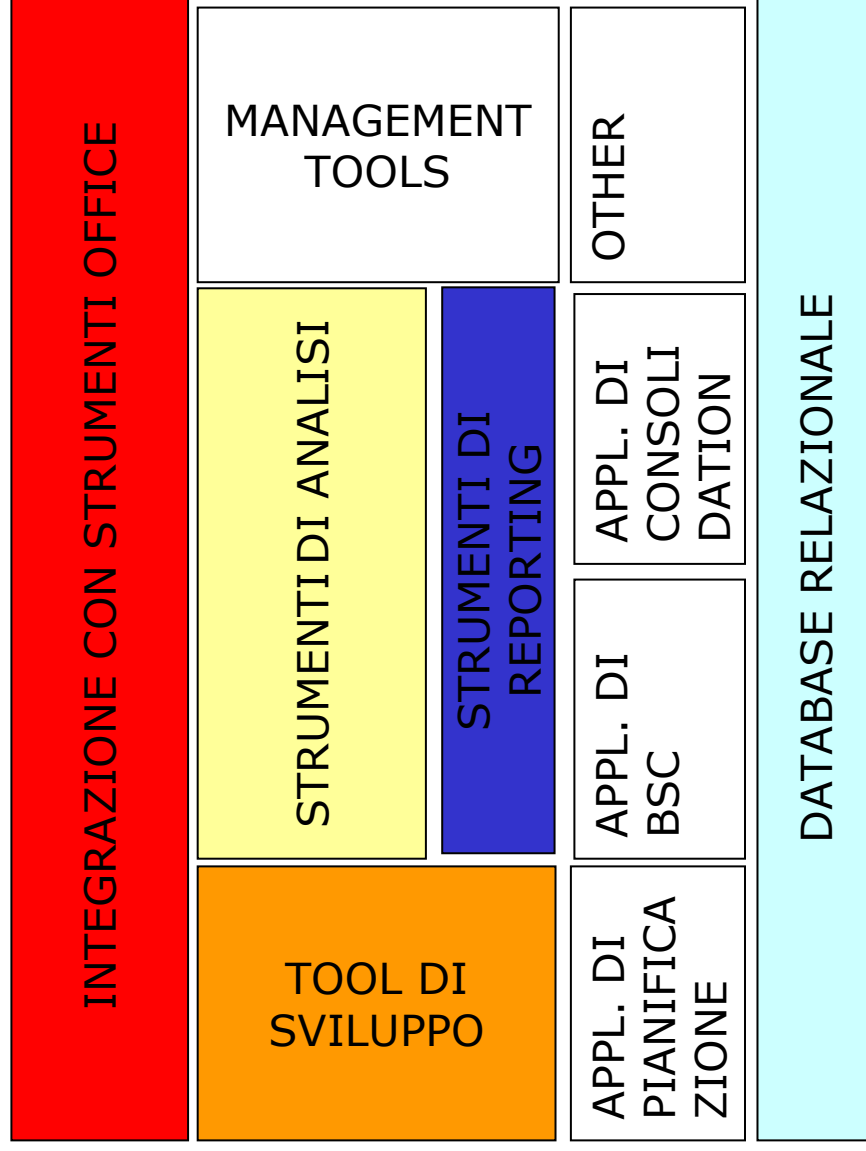 INTEGRAZIONE CON STRUMENTI OFFICE
MANAGEMENT
TOOLS
STRUMENTI DI ANALISI
STRUMENTI DI
REPORTING
TOOL DI
SVILUPPO
OTHER
APPL. DI
CONSOLI
DATION
APPL. DI
BSC
APPL. DI
PIANIFICA
ZIONE
DATABASE RELAZIONALE